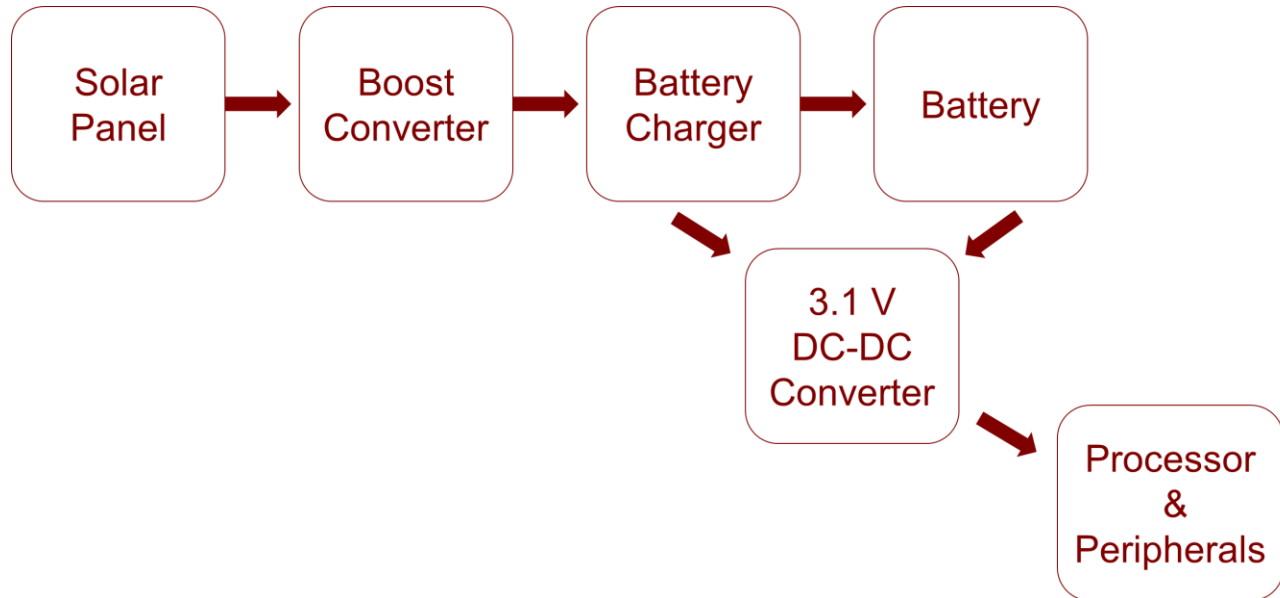 Solar
Panel
Boost
Converter
Battery
Charger
Battery
3.1 V
DC-DC
Converter
Processor
&
Peripherals